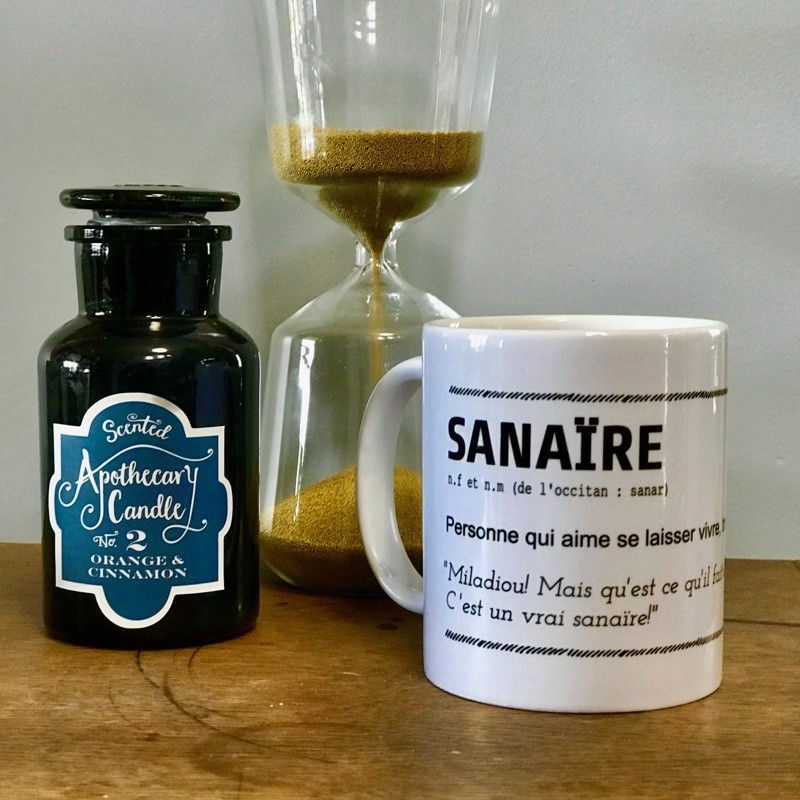 Scented
Apothecary
Candle
No. 2
ORANGE &
CINNAMON
SANAÏRE
n.f et n.m (de l'occitan : sanar)
Personne qui aime se laisser vivre,
"Miladiou! Mais qu'est ce qu'il
C'est un vrai sanaïre!"